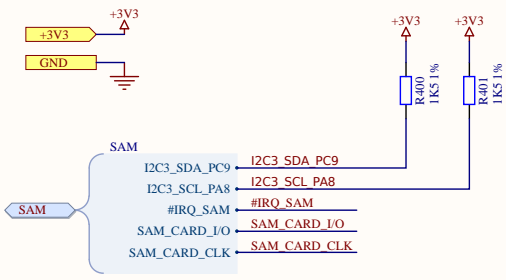 +3V3
+3V3
GND
+3V3
+3V3
R400
1K5 1%
R401
1K5 1%
SAM
SAM
I2C3_SDA_PC9
I2C3_SDA_PC9
I2C3_SCL_PA8
I2C3_SCL_PA8
#IRQ_SAM
#IRQ_SAM
SAM_CARD_I/O
SAM_CARD_I/O
SAM_CARD_CLK
SAM_CARD_CLK